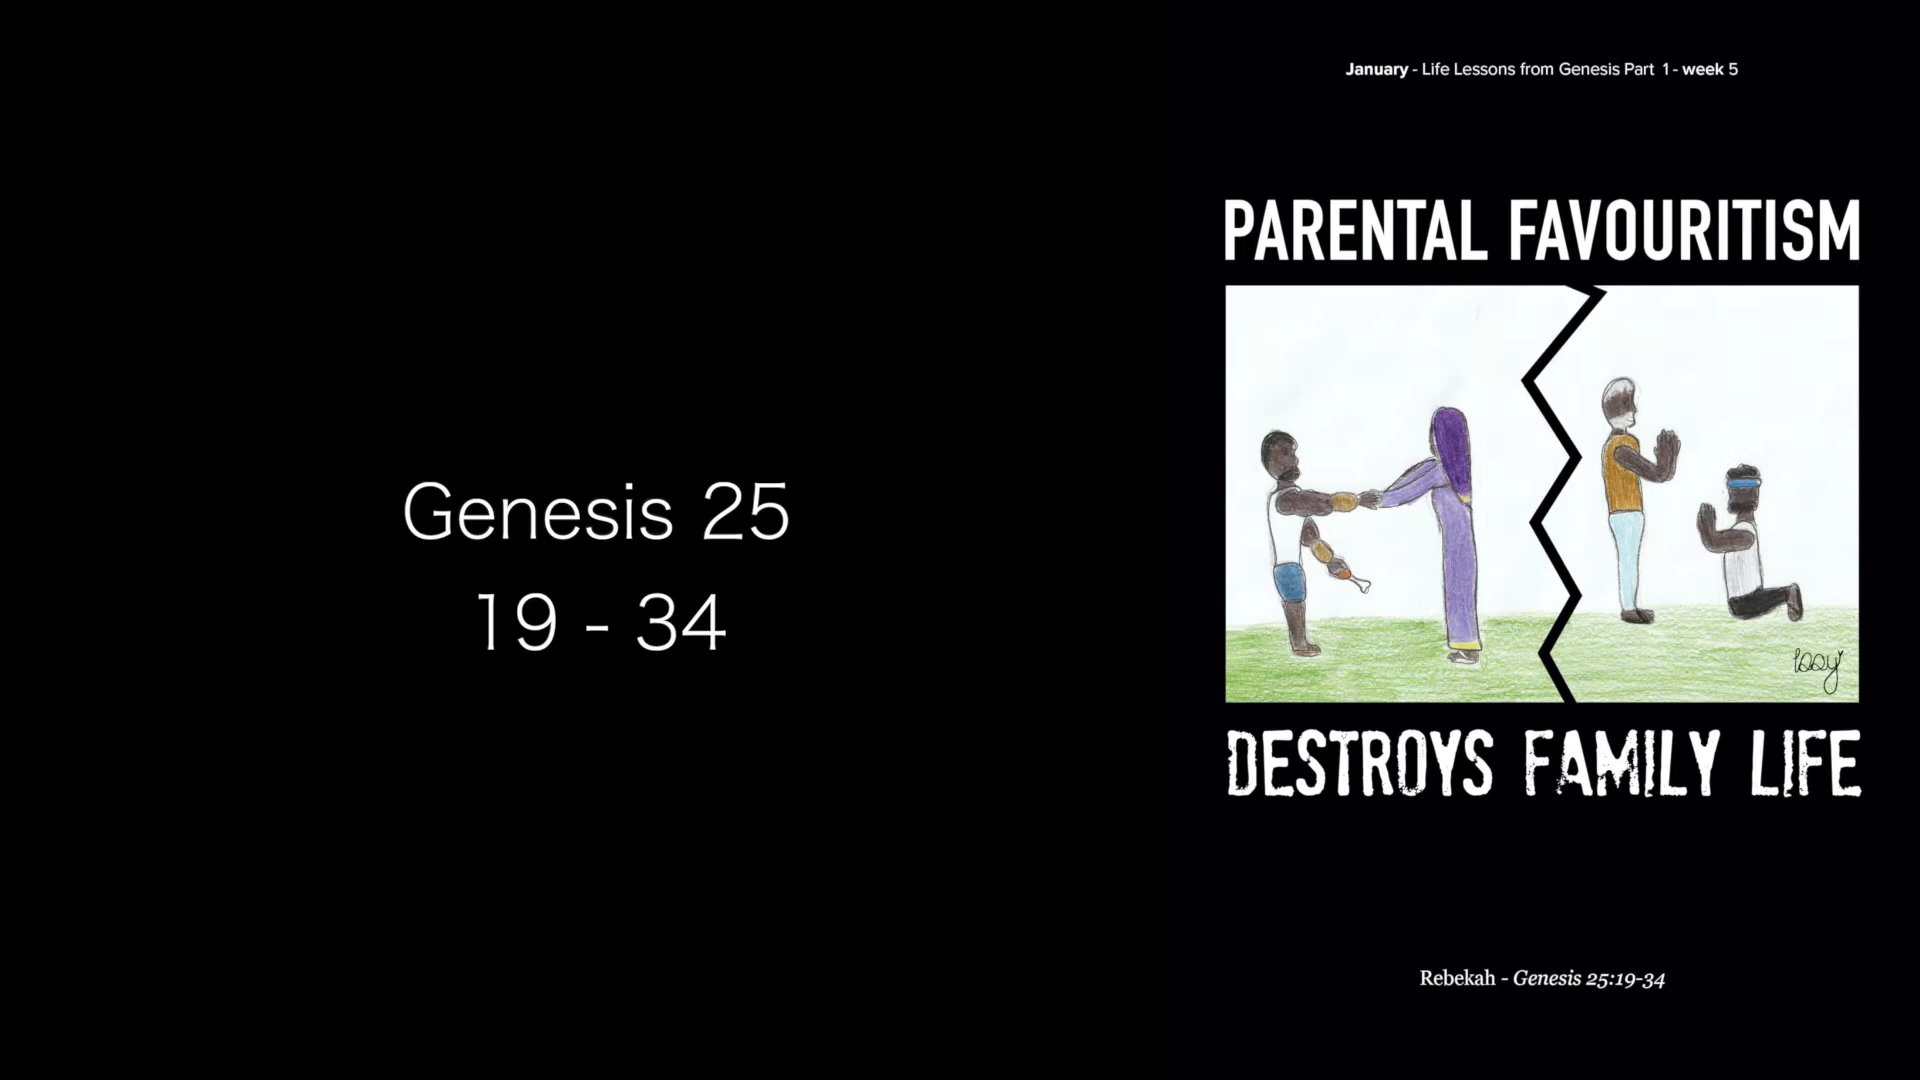 Genesis 25
19 - 34
January - Life Lessons from Genesis Part 1 - week 5
PARENTAL FAVOURITISM
Issy
DESTROYS FAMILY LIFE
Rebekah - Genesis 25:19-34